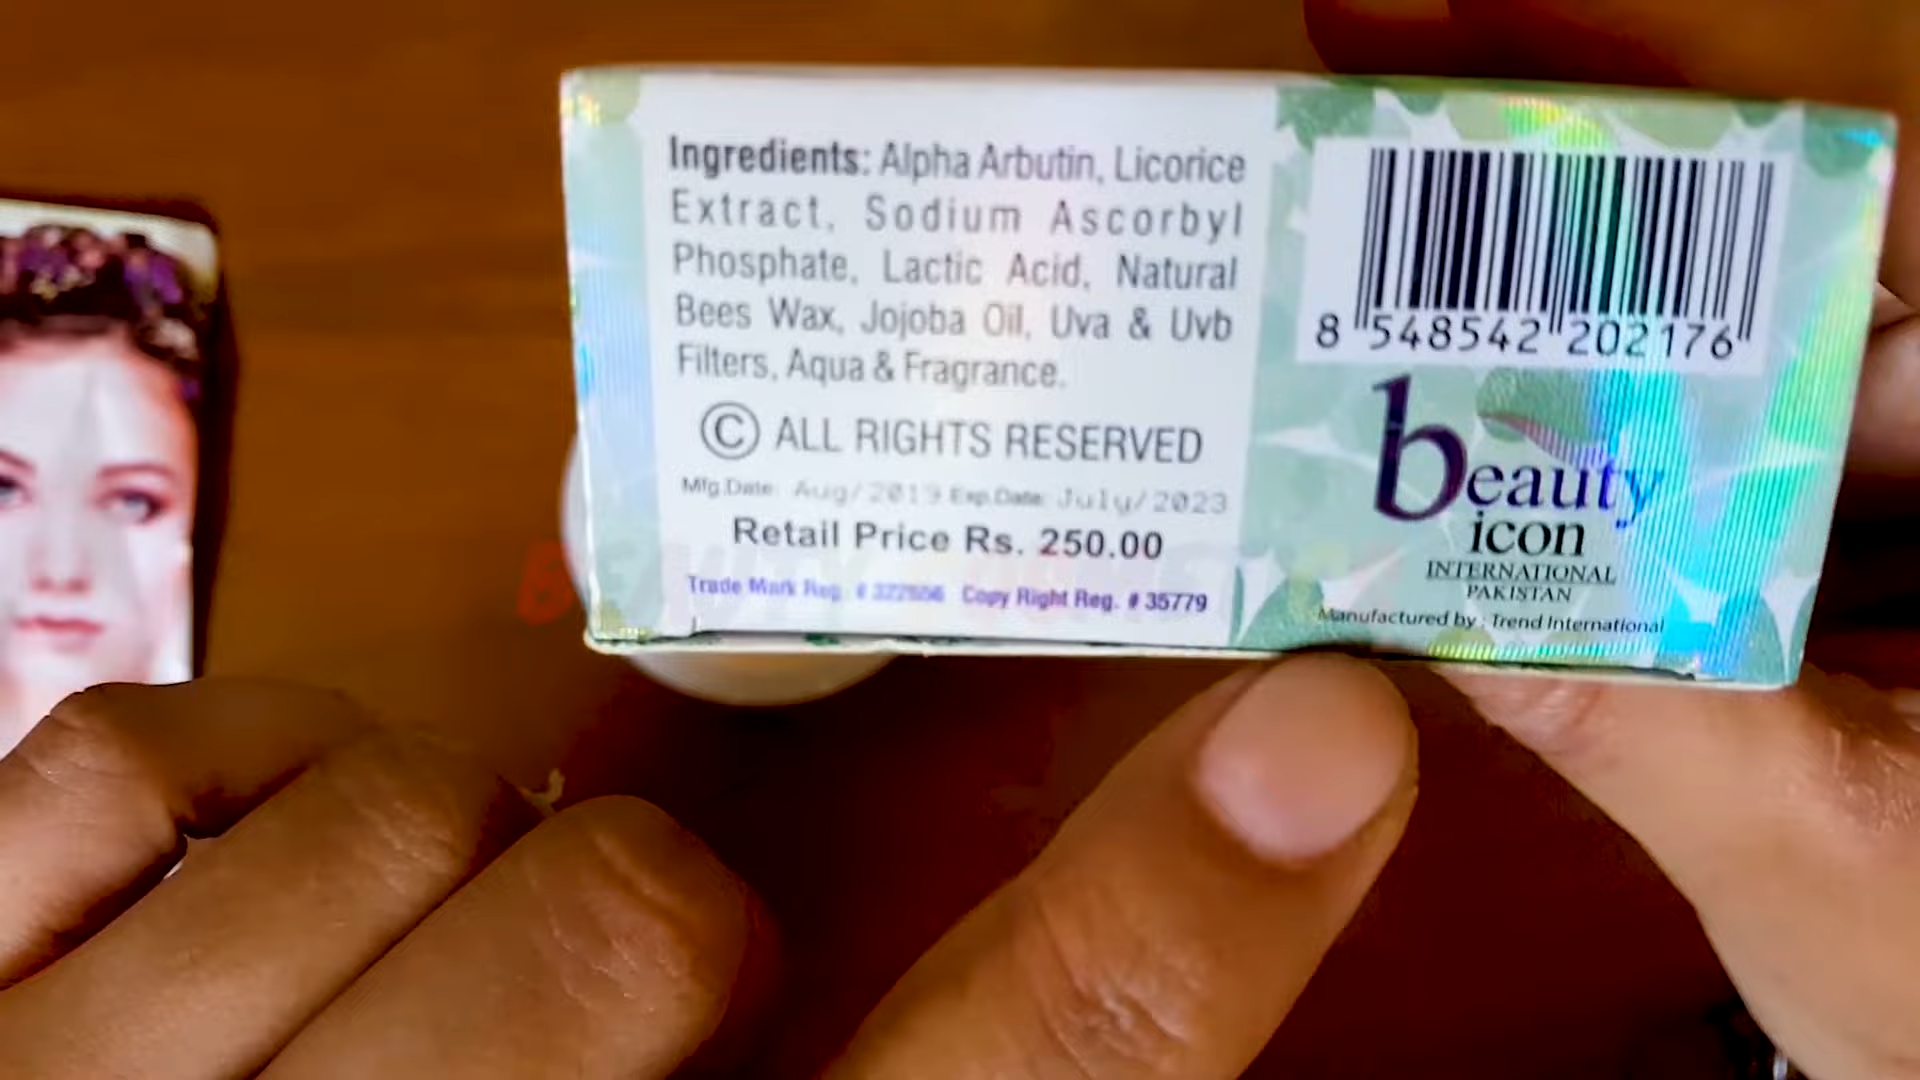 Ingredients: Alpha Arbutin, Licorice
Extract, Sodium Ascorbyl
Phosphate, Lactic Acid, Natural
Bees Wax, Jojoba Oil, Uva & Uvb
Filters, Aqua & Fragrance.
© ALL RIGHTS RESERVED
Mfg.Date: Aug/2019 Exp.Date: July/2023
Retail Price Rs. 250.00
Trade Mark Reg. # Copy Right Reg. # 35779
8 548542 202176
beauty
icon
INTERNATIONAL
PAKISTAN
Manufactured by : Trend International